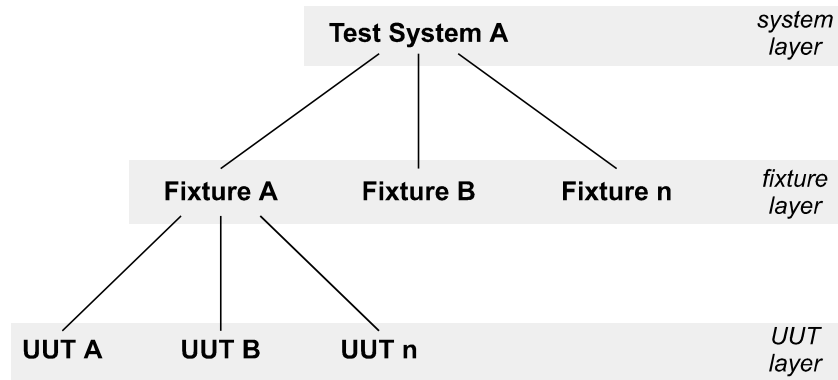 Test System A
system
layer
Fixture A
Fixture B
Fixture n
fixture
layer
UUT A
UUT B
UUT n
UUT
layer